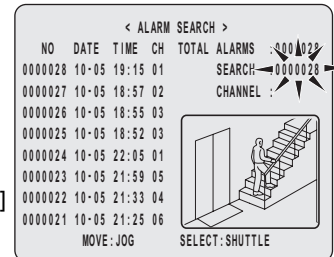 < ALARM SEARCH >
NO DATE TIME CH TOTAL ALARMS :0000028
0000028 10-05 19:15 01 SEARCH 0000028
0000027 10-05 18:57 02 CHANNEL :
0000026 10-05 18:55 03
0000025 10-05 18:52 03
0000024 10-05 22:05 01
0000023 10-05 21:59 05
] 0000022 10-05 21:33 04
0000021 10-05 21:25 06
MOVE:JOG SELECT:SHUTTLE